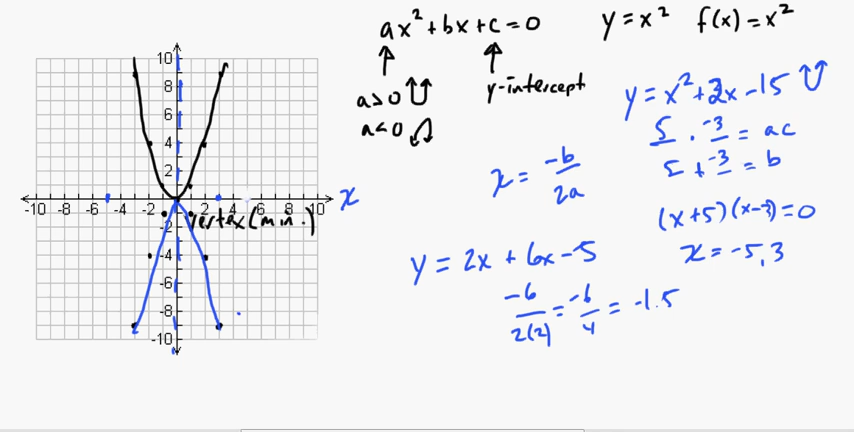 ax² + bx + c = 0
y = x² f(x) = x²
a > 0
a < 0
y-intercept
y = x² + 2x - 15
5 · -3 = ac
5 + -3 = b
(x+5)(x-3) = 0
x = -5, 3
x = -b/2a
y = 2x + 6x - 5
-6/2(2) = -6/4 = -1.5
10
8
6
4
2
-10 -8 -6 -4 -2 2 4 6 8 10 x
vertex (min.)
-2
-4
-6
-8
-10